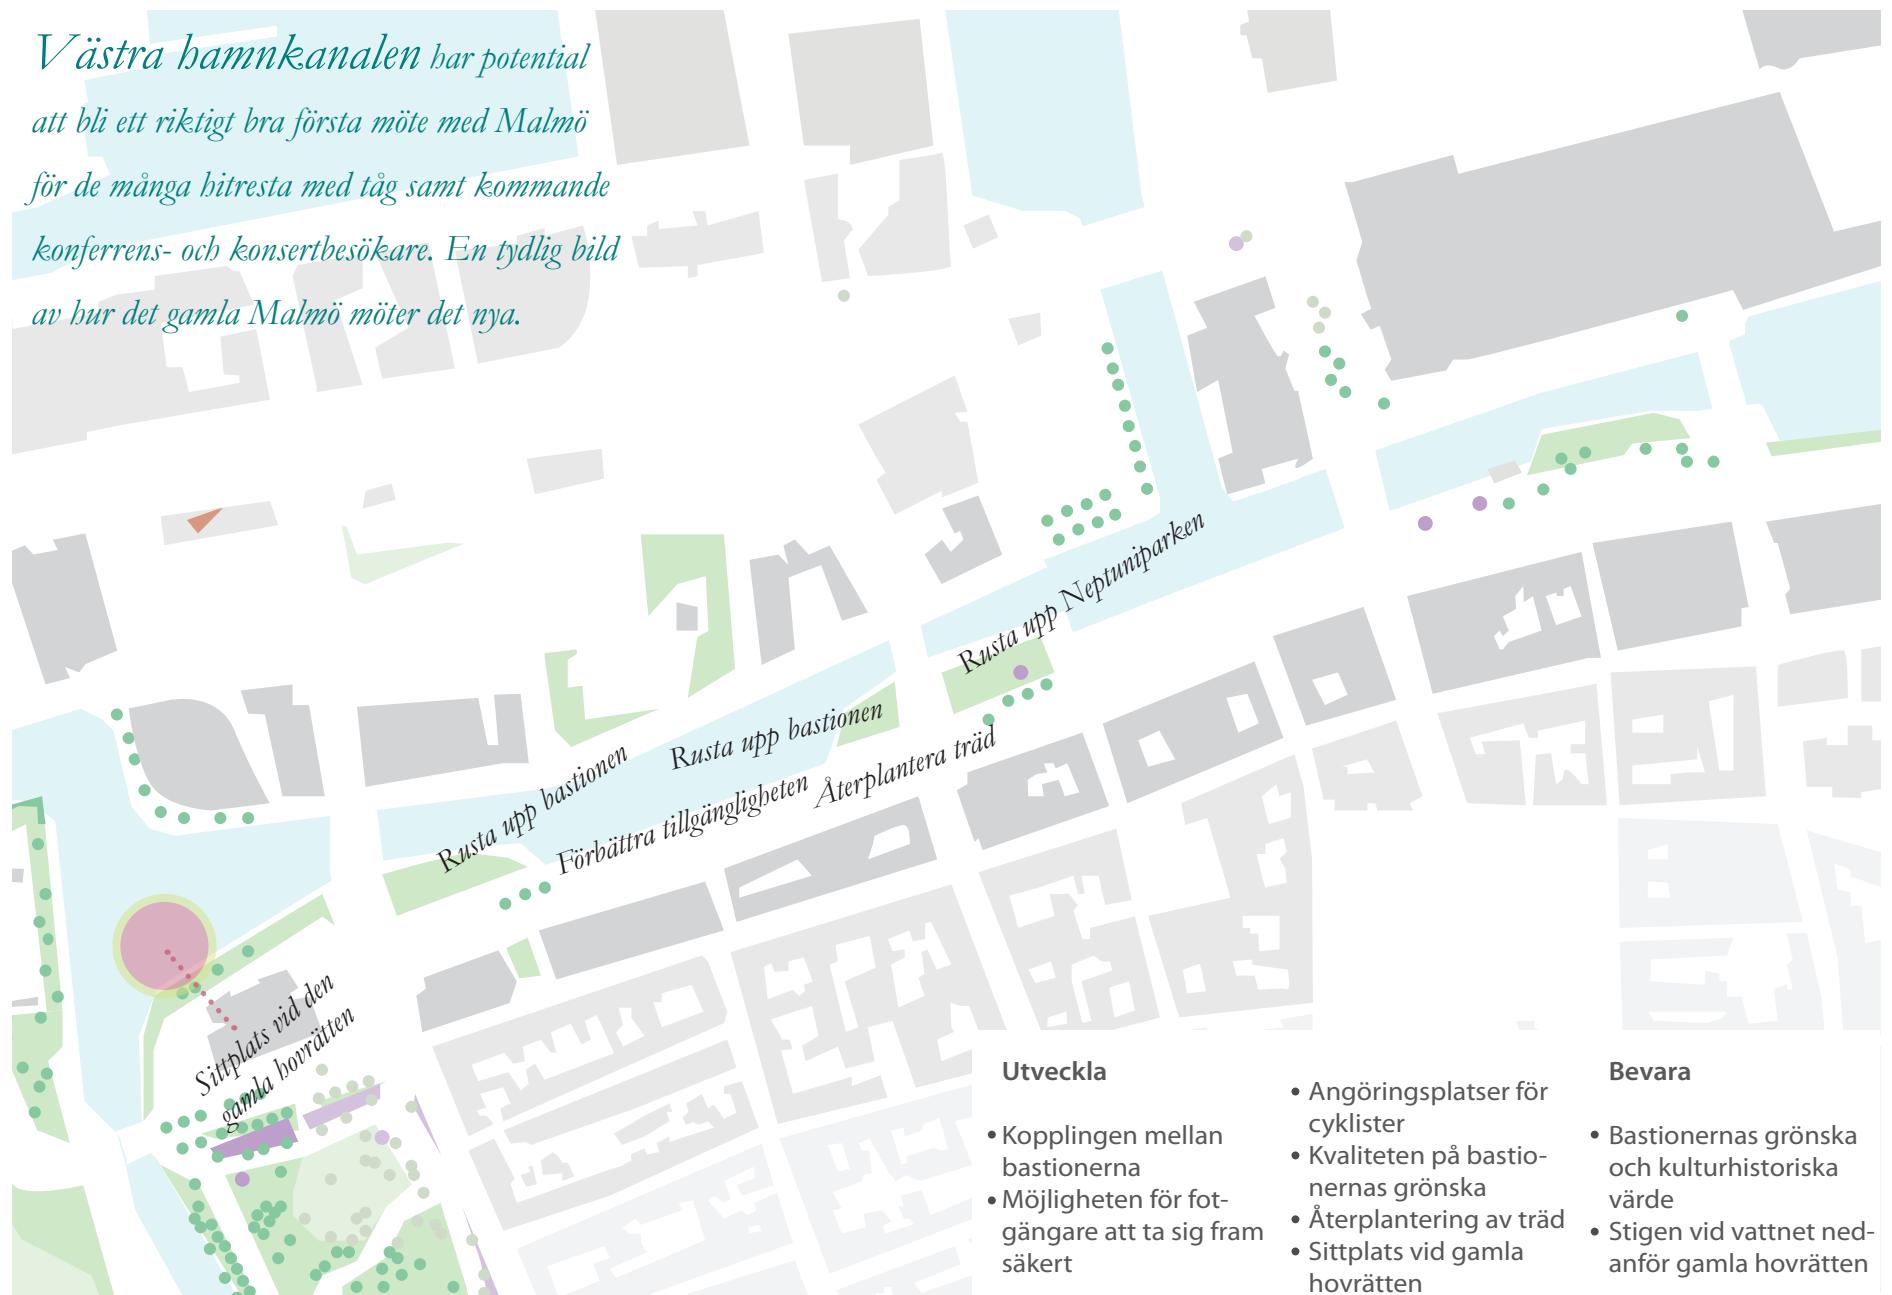 Västra hamnkanalen har potential
att bli ett riktigt bra första möte med Malmö
för de många hitresta med tåg samt kommande
konferrens- och konsertbesökare. En tydlig bild
av hur det gamla Malmö möter det nya.
Rusta upp Neptuniparken
Rusta upp bastionen
Rusta upp bastionen
Förbättra tillgängligheten
Återplantera träd
Sittplats vid den
gamla hovrätten
Utveckla
• Kopplingen mellan
bastionerna
• Möjligheten för fot-
gängare att ta sig fram
säkert
• Angöringsplatser för
cyklister
• Kvaliteten på bastio-
nernas grönska
• Återplantering av träd
• Sittplats vid gamla
hovrätten
Bevara
• Bastionernas grönska
och kulturhistoriska
värde
• Stigen vid vattnet ned-
anför gamla hovrätten